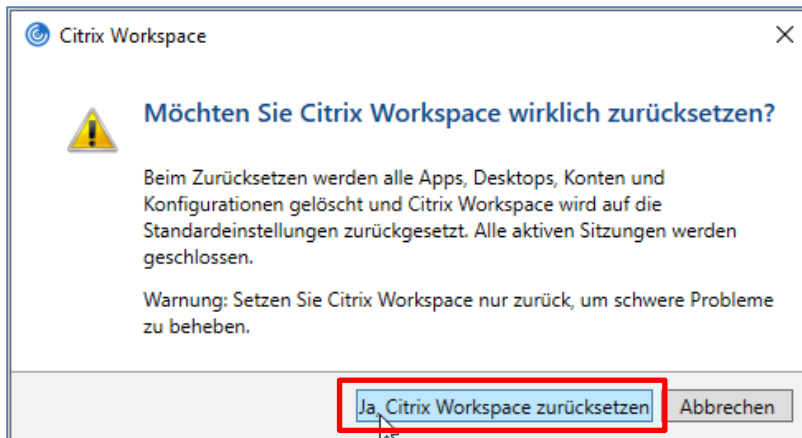 Citrix Workspace
Möchten Sie Citrix Workspace wirklich zurücksetzen?
Beim Zurücksetzen werden alle Apps, Desktops, Konten und
Konfigurationen gelöscht und Citrix Workspace wird auf die
Standardeinstellungen zurückgesetzt. Alle aktiven Sitzungen werden
geschlossen.
Warnung: Setzen Sie Citrix Workspace nur zurück, um schwere Probleme
zu beheben.
Ja, Citrix Workspace zurücksetzen
Abbrechen